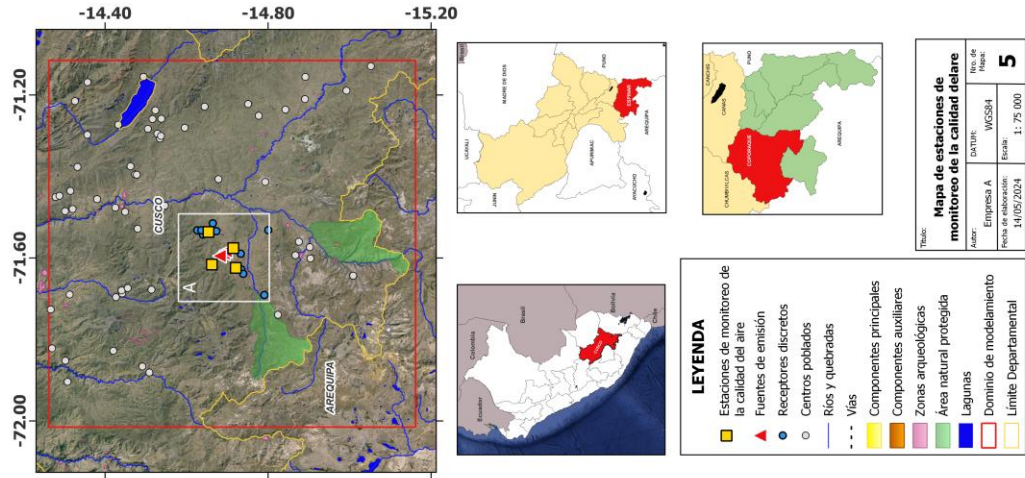 -14.40
-14.80
-15.20
-71.20
-71.60
-72.00
CUSCO
A
AREQUIPA
Colombia
Ecuador
Brasil
Brasil
CUSCO
Bolivia
Chile
Brasil
UCAYALI
MADRE DE DIOS
JUNIN
PUNO
APURIMAC
ESPINAR
AYACUCHO
AREQUIPA
CANCHIS
CANAS
PUNO
CHUMBIVILCAS
COPORAQUE
AREQUIPA
LEYENDA
Estaciones de monitoreo de
la calidad del aire
Fuentes de emisión
Receptores discretos
Centros poblados
Ríos y quebradas
Vías
Componentes principales
Componentes auxiliares
Zonas arqueológicas
Área natural protegida
Lagunas
Dominio de modelamiento
Límite Departamental
Título:
Mapa de estaciones de
monitoreo de la calidad delare
Autor:
Empresa A
DATUM:
WGS84
Nro. de
Mapa:
5
Fecha de elaboración:
14/05/2024
Escala:
1: 75 000